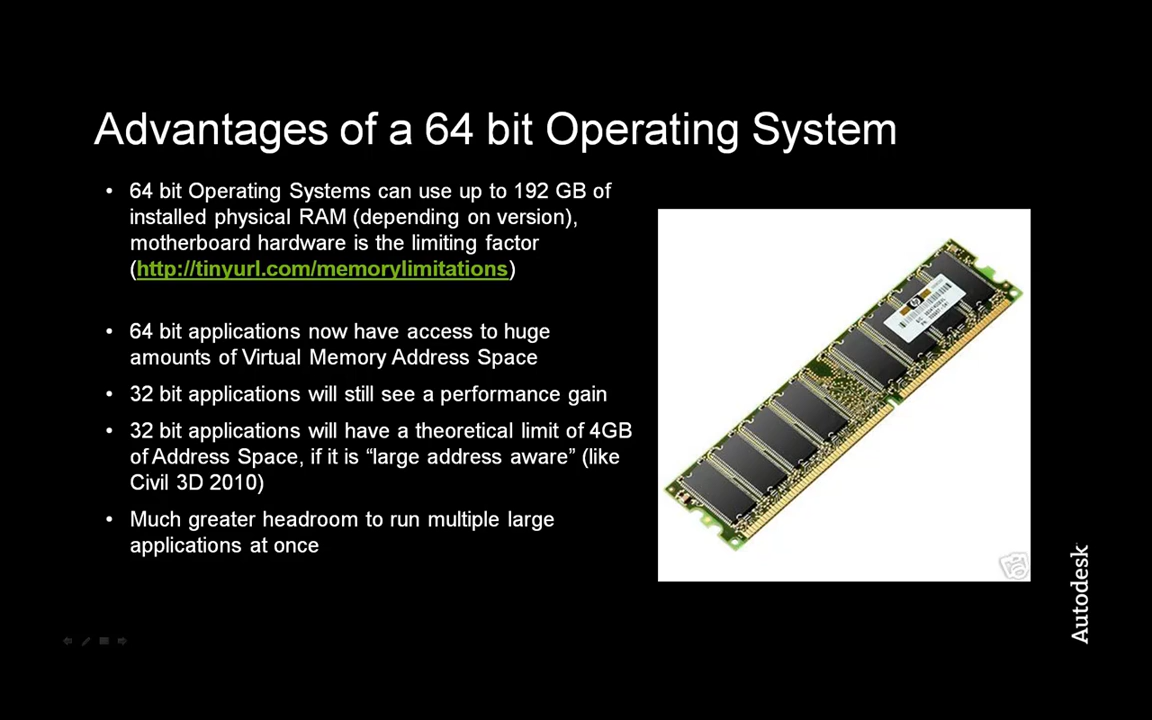 Advantages of a 64 bit Operating System
• 64 bit Operating Systems can use up to 192 GB of
installed physical RAM (depending on version),
motherboard hardware is the limiting factor
(http://tinyurl.com/memorylimitations)
• 64 bit applications now have access to huge
amounts of Virtual Memory Address Space
• 32 bit applications will still see a performance gain
• 32 bit applications will have a theoretical limit of 4GB
of Address Space, if it is “large address aware” (like
Civil 3D 2010)
• Much greater headroom to run multiple large
applications at once
hp
Autodesk